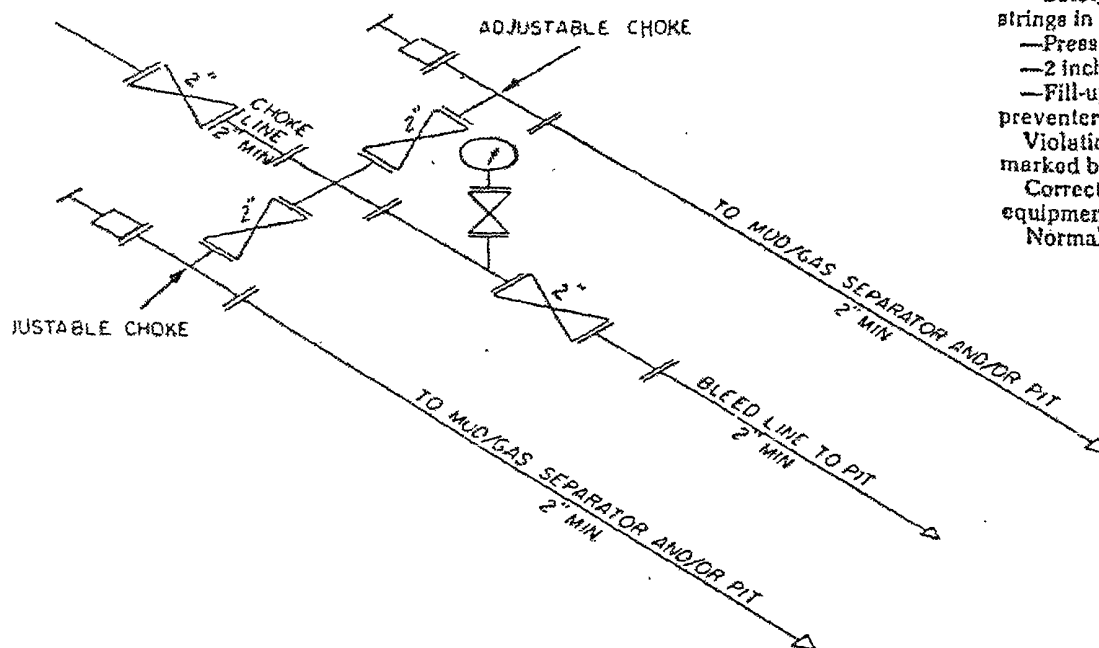 ADJUSTABLE CHOKE
2"
CHOKE
LINE
2" MIN
2"
2"
JUSTABLE CHOKE
2"
TO MUD/GAS SEPARATOR AND/OR PIT
2" MIN
BLEED LINE TO PIT
2" MIN
TO MUD/GAS SEPARATOR AND/OR PIT
2" MIN.
strings in
—Press
—2 inch
—Fill-u
preventer
Violatio
marked b
Correct
equipmen
Normal